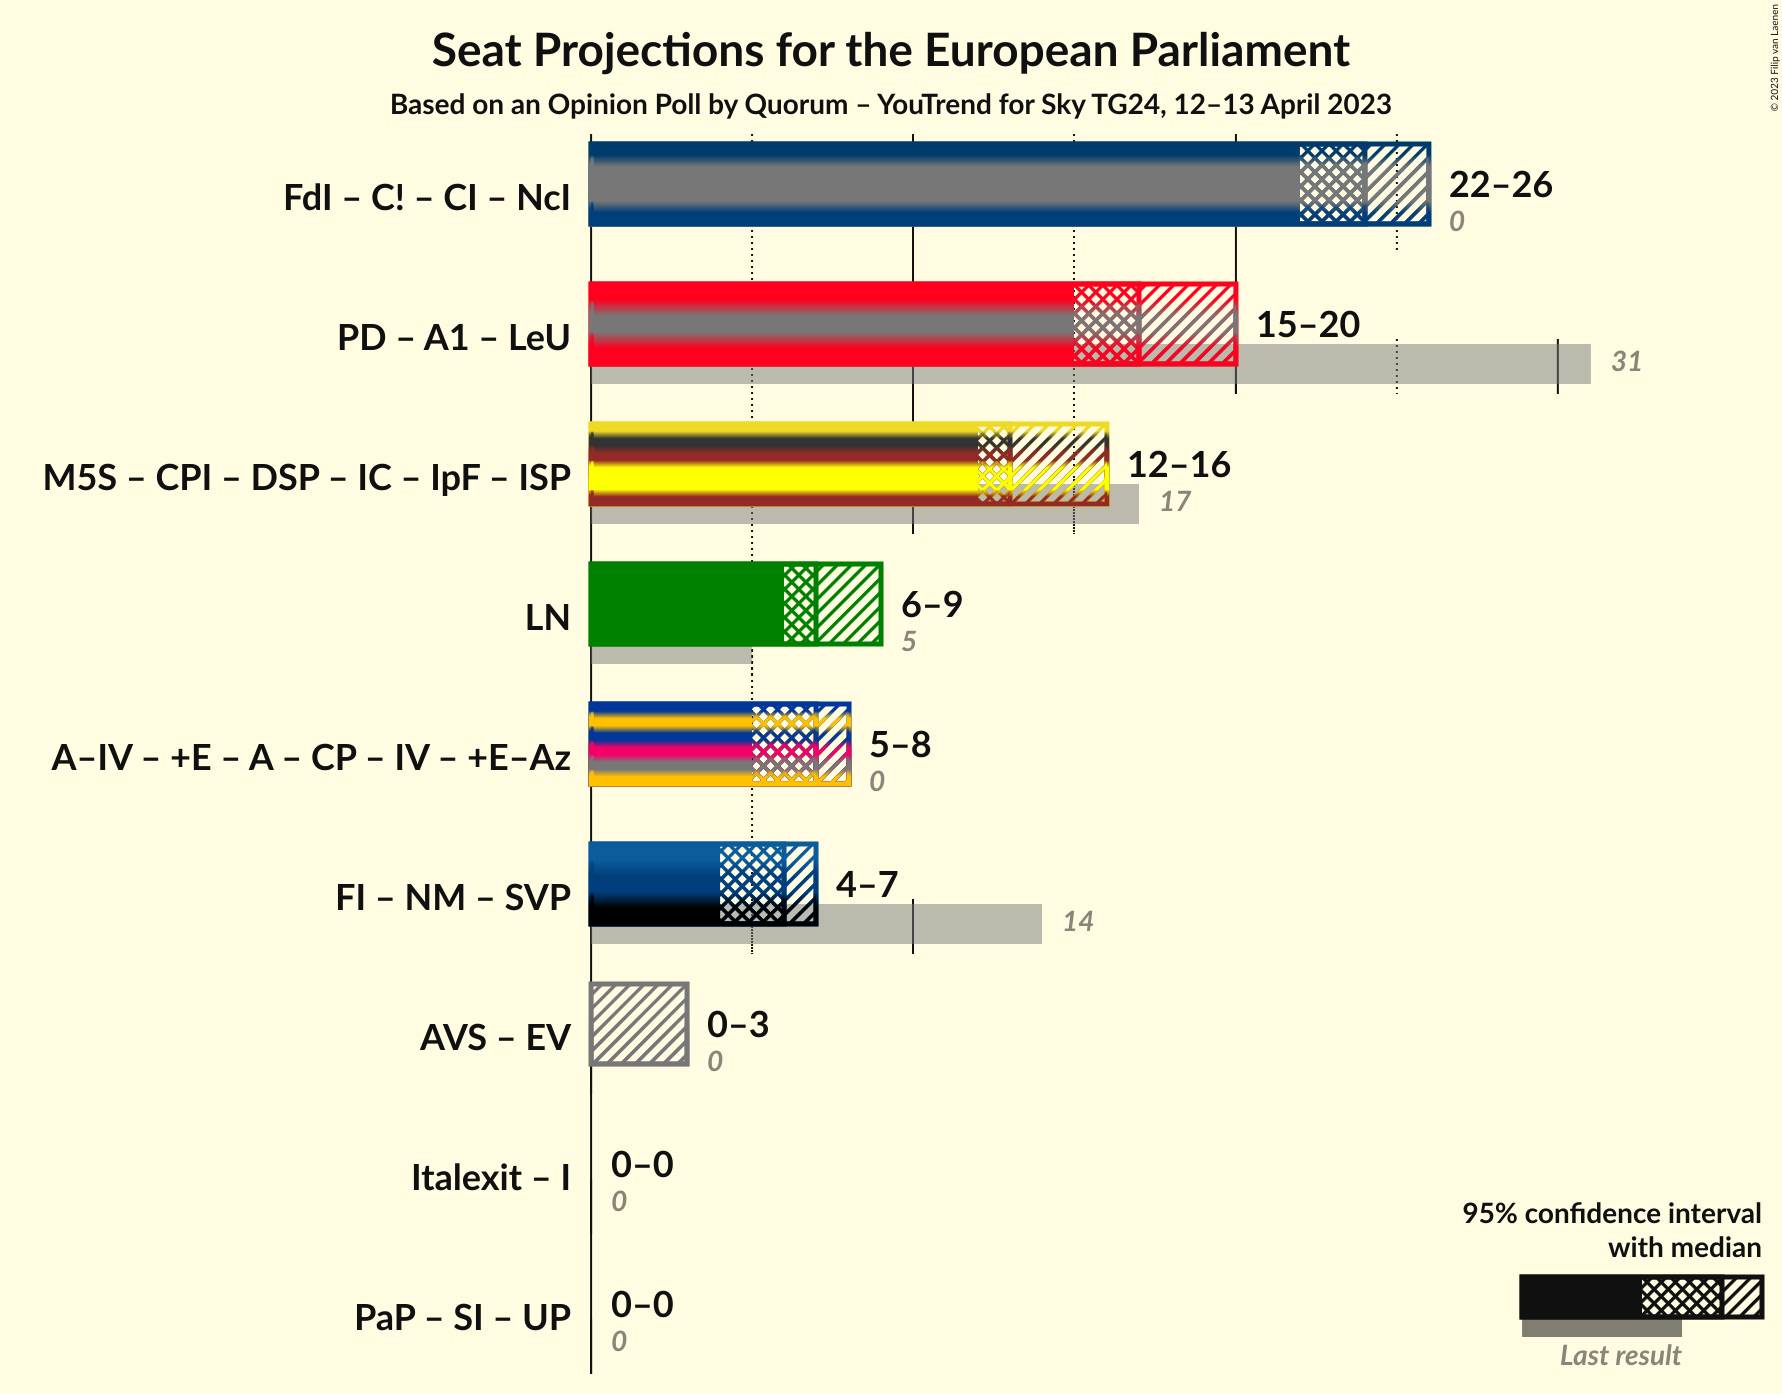 Seat Projections for the European Parliament
Based on an Opinion Poll by Quorum – YouTrend for Sky TG24, 12–13 April 2023
© 2023 Filip van Laenen
FdI – C! – CI – NcI
22–26
0
PD – A1 – LeU
15–20
31
M5S – CPI – DSP – IC – IpF – ISP
12–16
17
LN
6–9
5
A–IV – +E – A – CP – IV – +E–Az
5–8
0
FI – NM – SVP
4–7
14
AVS – EV
0–3
0
Italexit – I
0–0
0
PaP – SI – UP
0–0
0
95% confidence interval
with median
Last result